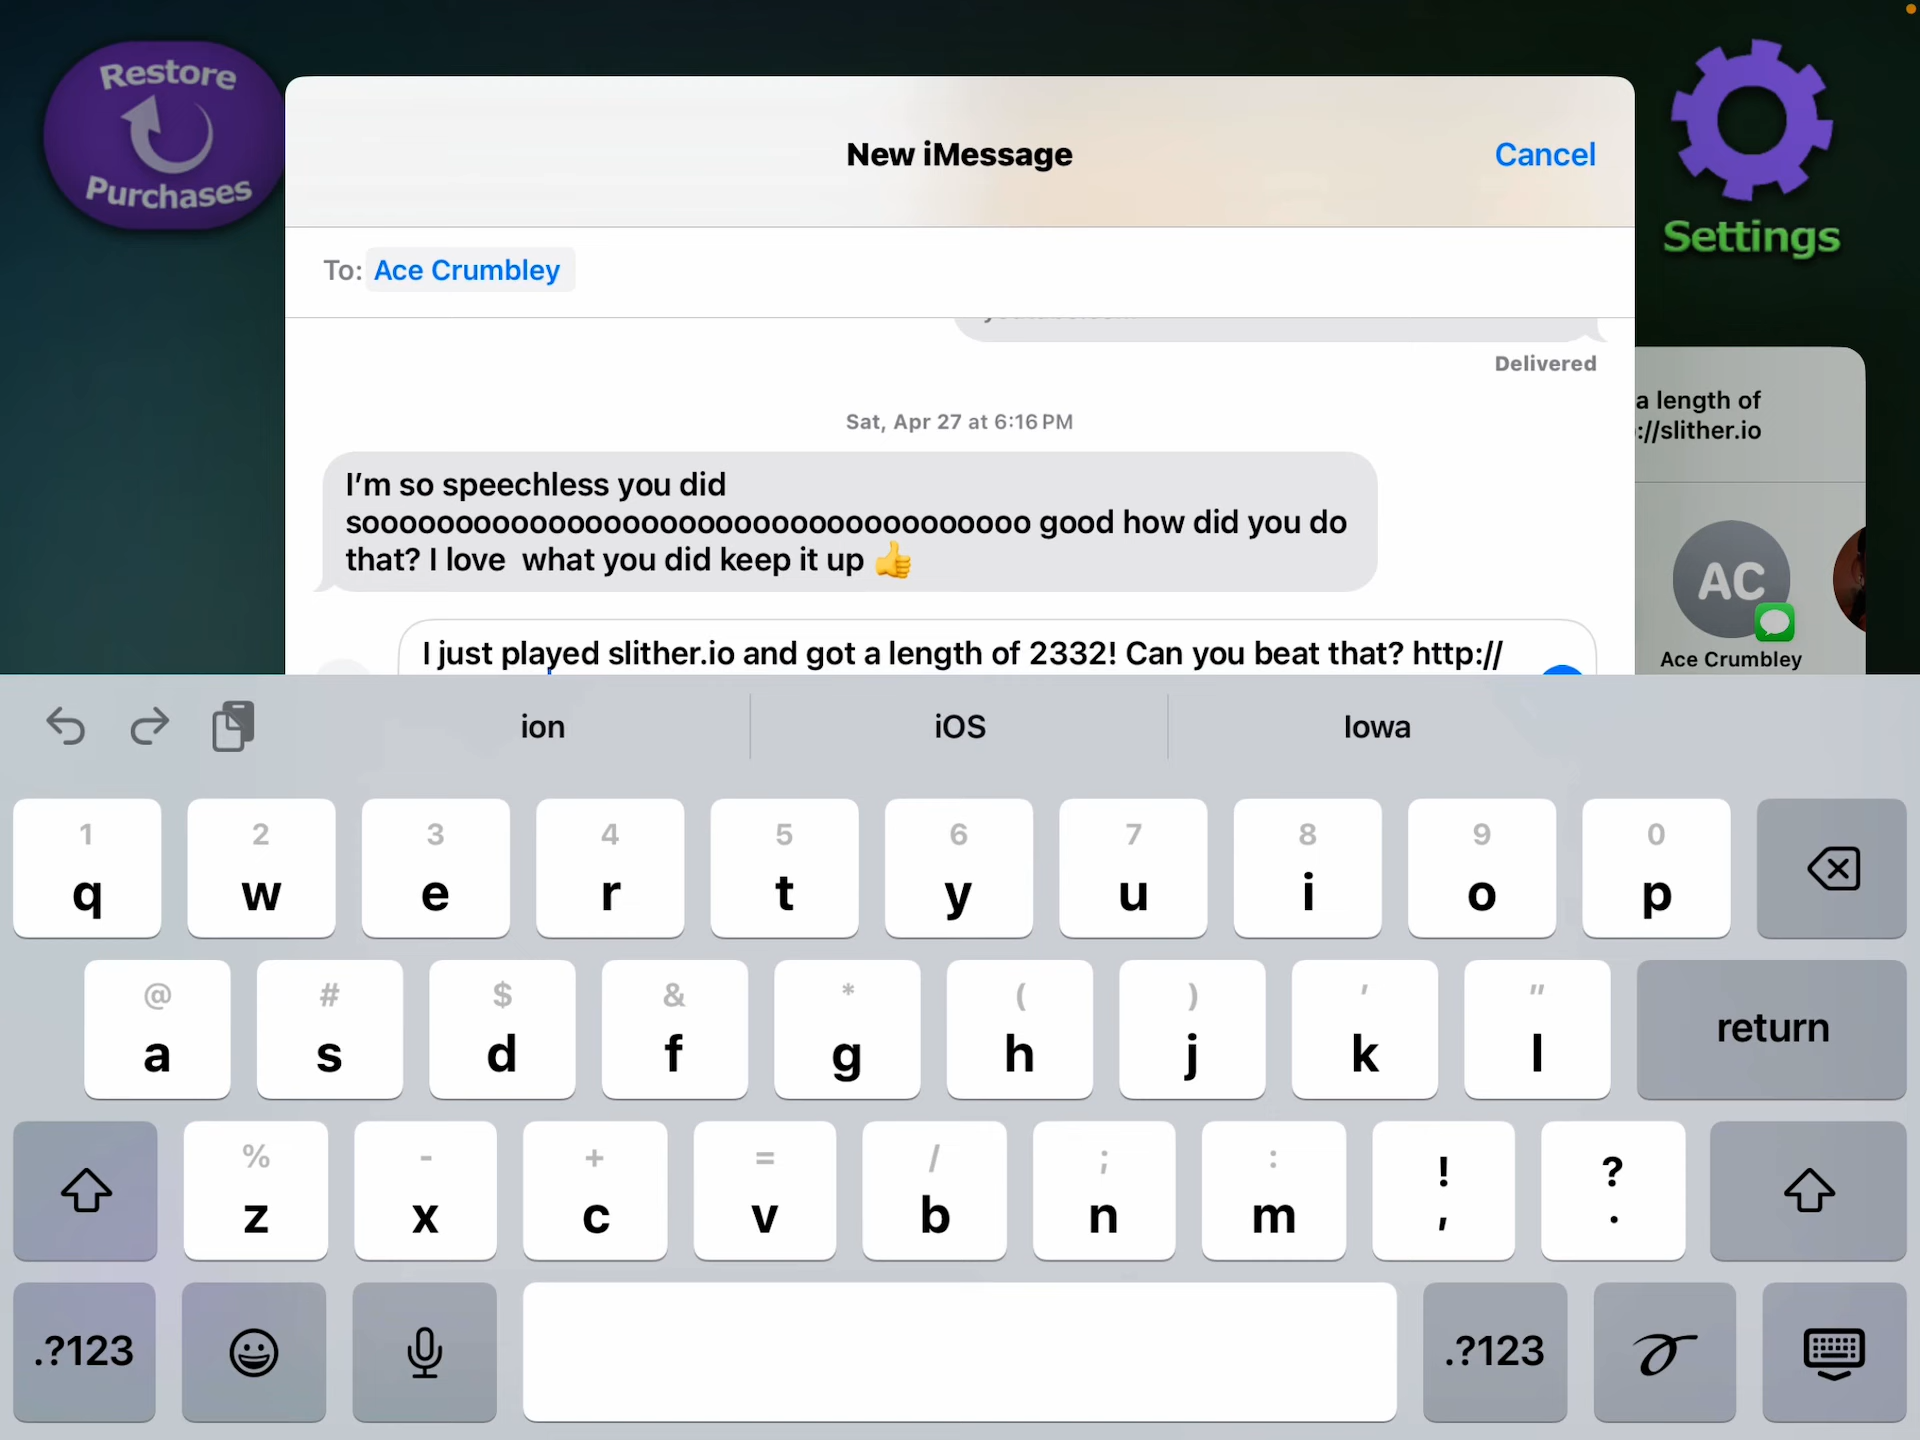 Restore
Purchases
New iMessage
Cancel
Settings
To: Ace Crumbley
Delivered
Sat, Apr 27 at 6:16 PM
I’m so speechless you did
soooooooooooooooooooooooooooooooooooo good how did you do
that? I love  what you did keep it up 👍
I just played slither.io and got a length of 2332! Can you beat that? http://
a length of
://slither.io
AC
Ace Crumbley
ion
iOS
Iowa
1 2 3 4 5 6 7 8 9 0
q w e r t y u i o p
@ # $ & * ( ) ' "
a s d f g h j k l
return
% - + = / ; : ! ?
z x c v b n m , .
.?123
.?123